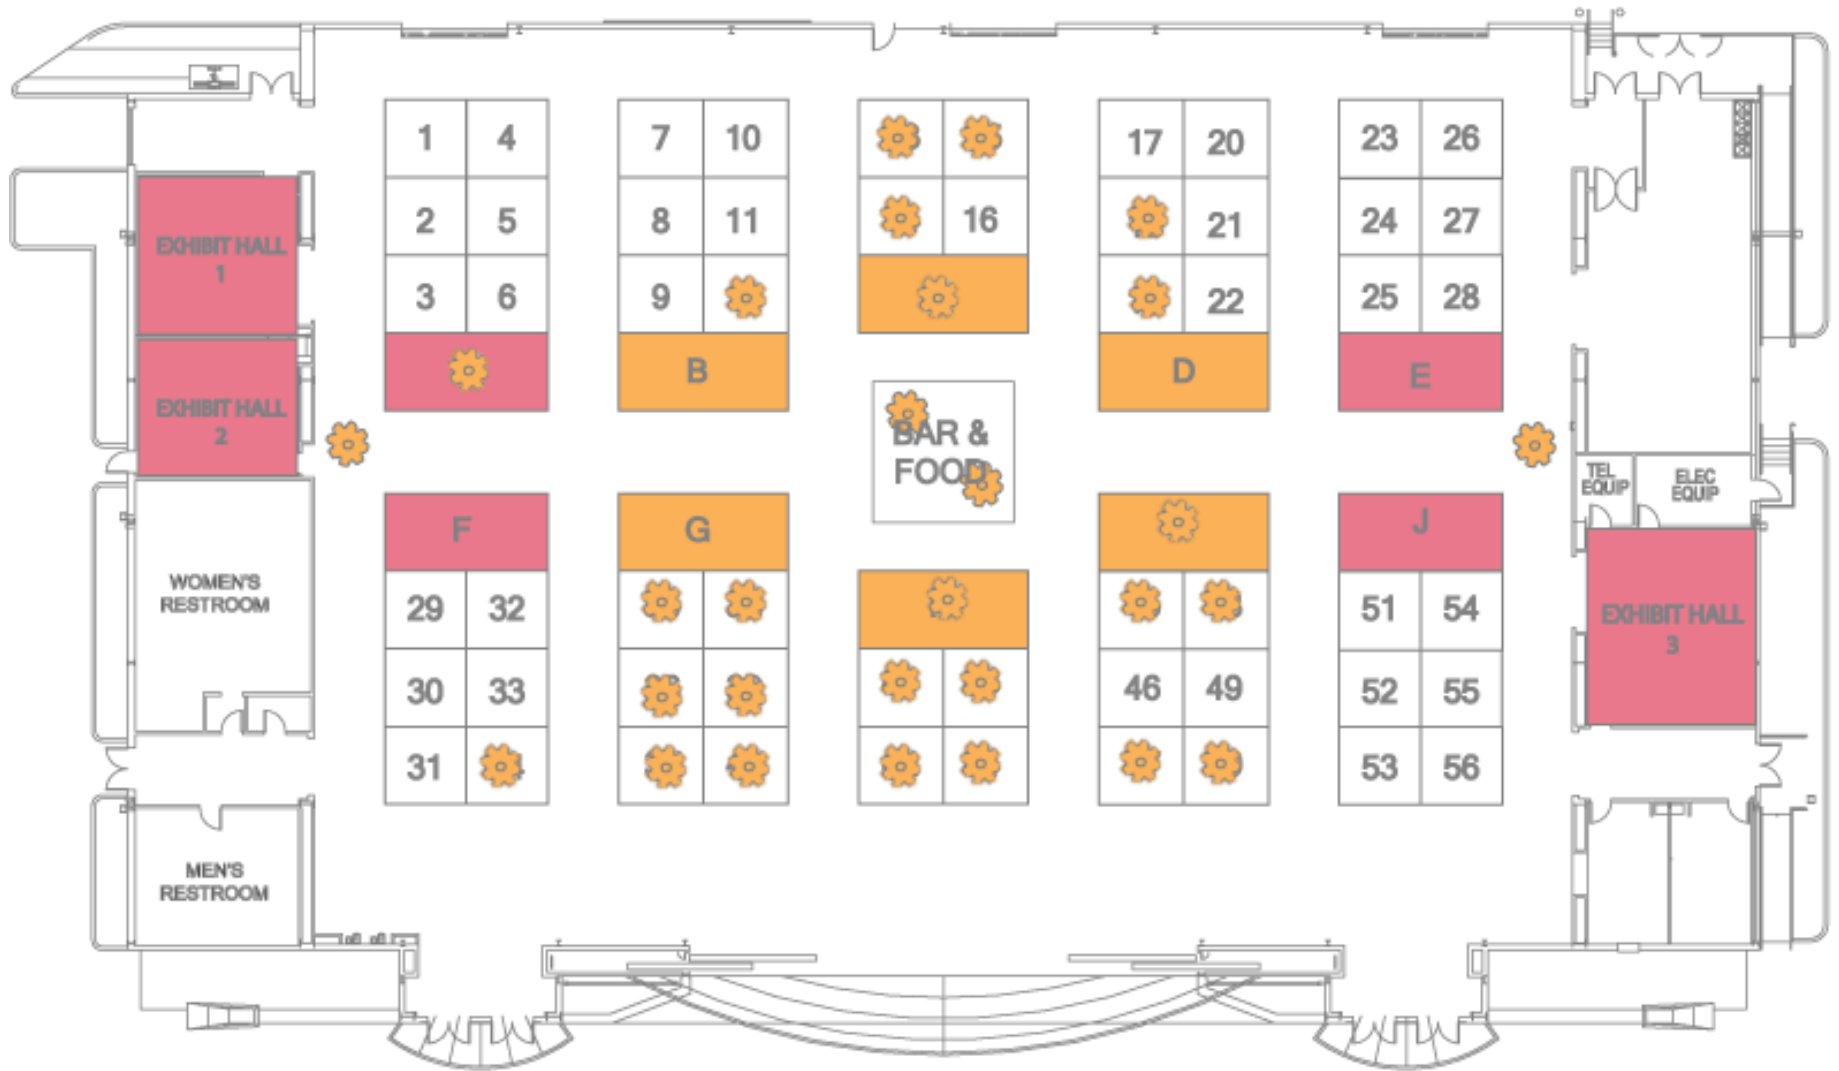 1 4
2 5
3 6
7 10
8 11
9
B
16
17 20
21
22
D
23 26
24 27
25 28
E
EXHIBIT HALL
1
EXHIBIT HALL
2
BAR &
FOOD
TEL
EQUIP
ELEC
EQUIP
F
29 32
30 33
31
G
46 49
J
51 54
52 55
53 56
EXHIBIT HALL
3
WOMEN'S
RESTROOM
MEN'S
RESTROOM